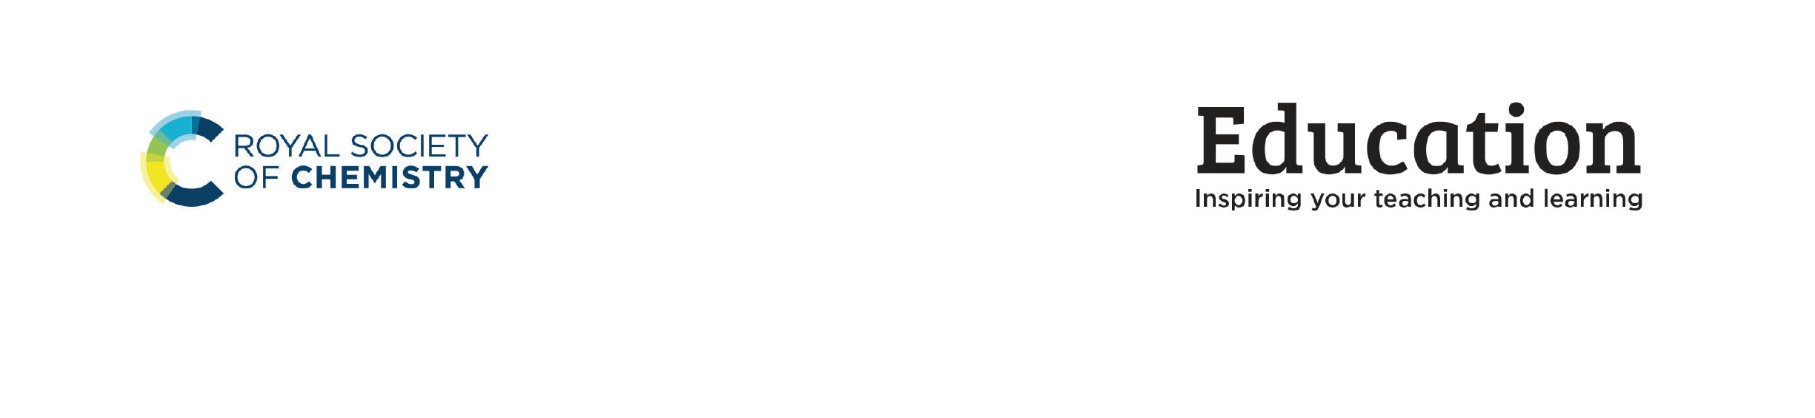 ROYAL SOCIETY
OF CHEMISTRY
Education
Inspiring your teaching and learning